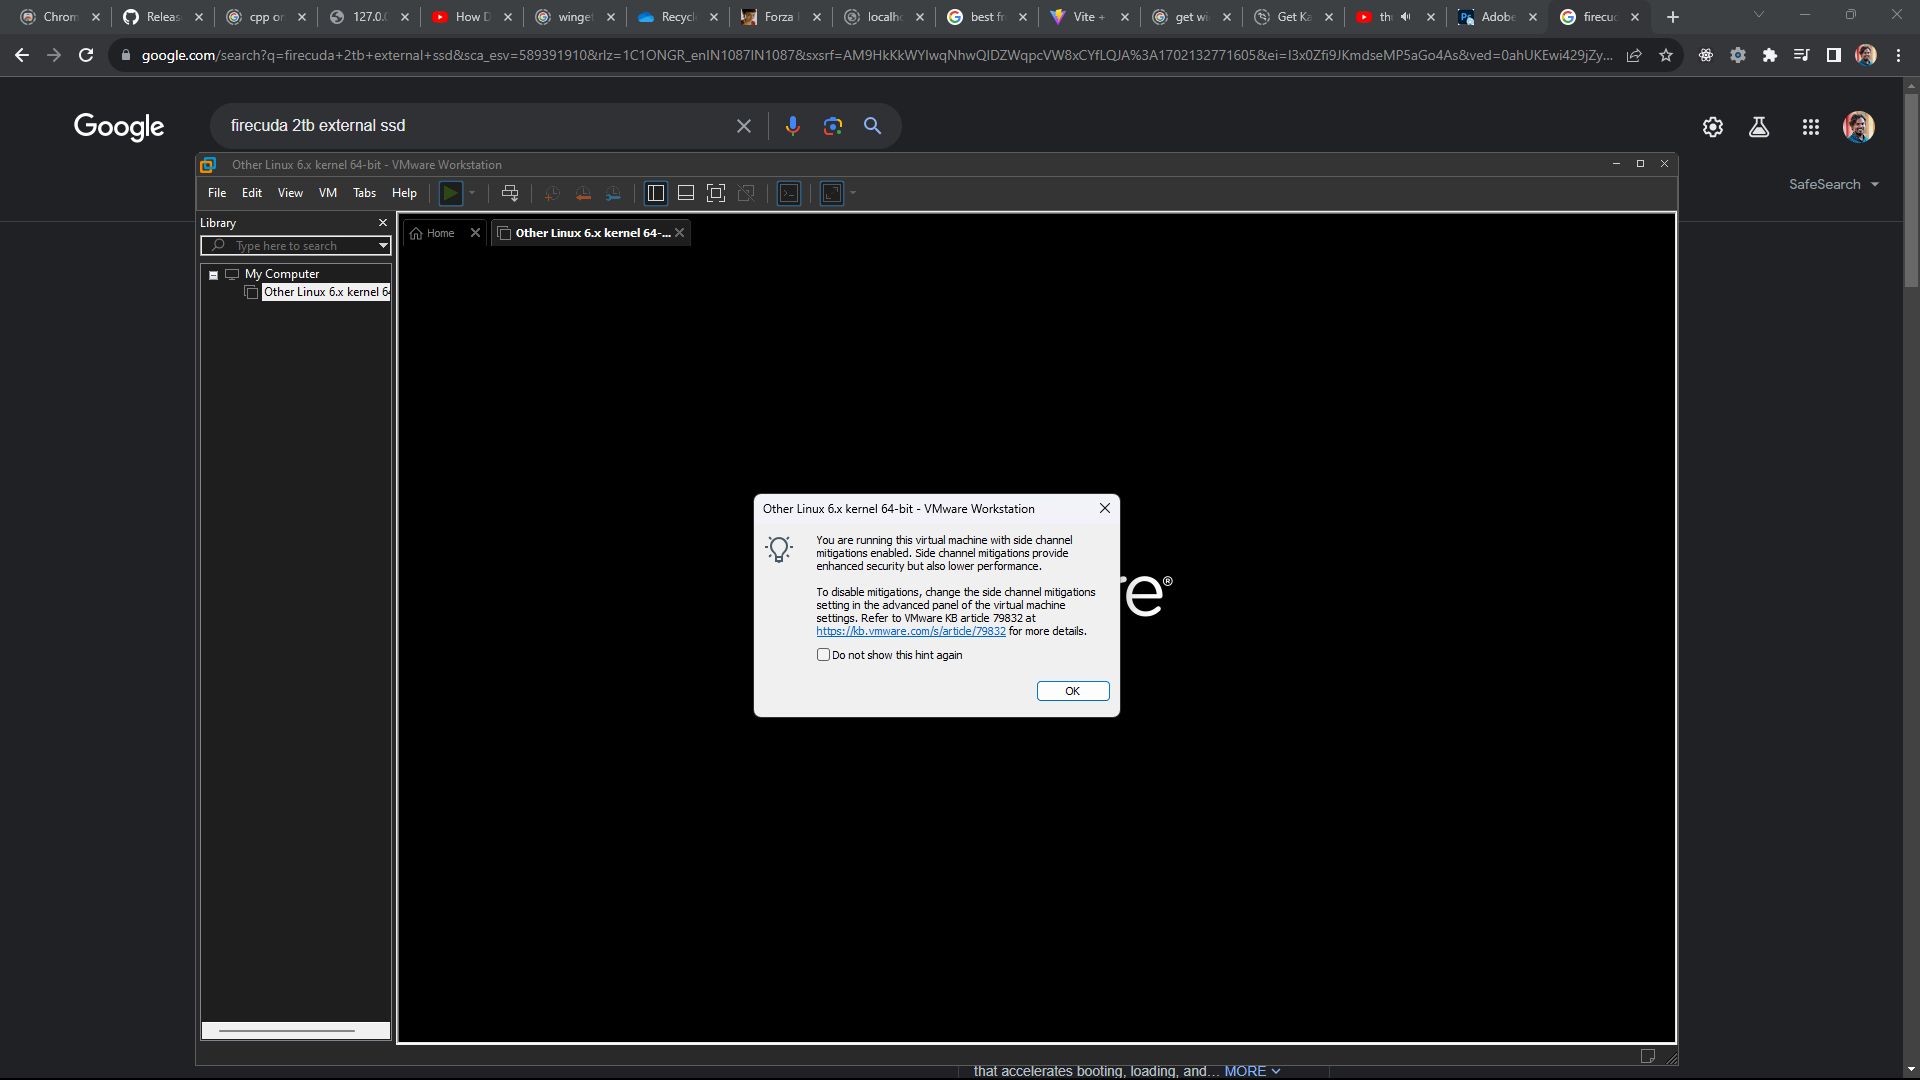 Chrom
Releas
cpp or
127.0.0
How D
winget
Recycl
Forza
localho
best fr
Vite +
get wi
Get Ka
th
Adobe
firecuc
google.com/search?q=firecuda+2tb+external+ssd&sca_esv=589391910&rlz=1C1ONGR_enIN1087IN1087&sxsrf=AM9HkKkWYlwqNhwQIDZWqpcVW8xCYfLQJA%3A1702132771605&ei=I3x0Zfi9JKmdseMP5aGo4As&ved=0ahUKEwi429jZy...
Google
firecuda 2tb external ssd
SafeSearch
Other Linux 6.x kernel 64-bit - VMware Workstation
File Edit View VM Tabs Help
Library
Type here to search
My Computer
Other Linux 6.x kernel 64
Home
Other Linux 6.x kernel 64-...
Other Linux 6.x kernel 64-bit - VMware Workstation
You are running this virtual machine with side channel
mitigations enabled. Side channel mitigations provide
enhanced security but also lower performance.
To disable mitigations, change the side channel mitigations
setting in the advanced panel of the virtual machine
settings. Refer to VMware KB article 79832 at
https://kb.vmware.com/s/article/79832 for more details.
Do not show this hint again
OK
re®
that accelerates booting, loading, and... MORE